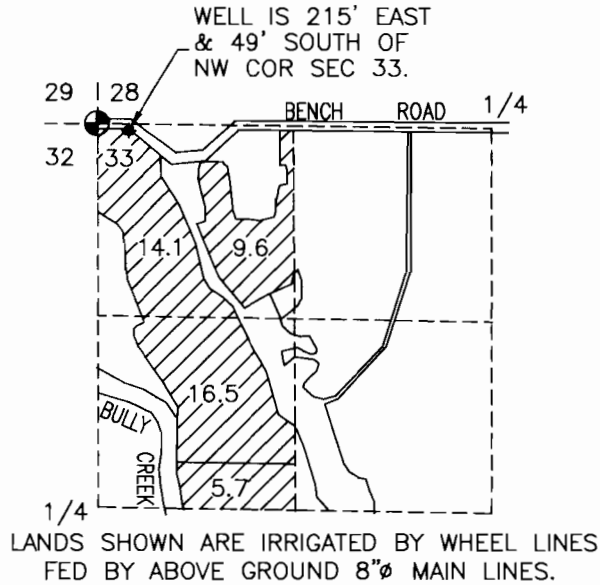 WELL IS 215' EAST
& 49' SOUTH OF
NW COR SEC 33.
29 28
BENCH ROAD 1/4
32 33
14.1 9.6
16.5
BULLY
CREEK
5.7
1/4
LANDS SHOWN ARE IRRIGATED BY WHEEL LINES
FED BY ABOVE GROUND 8"ø MAIN LINES.